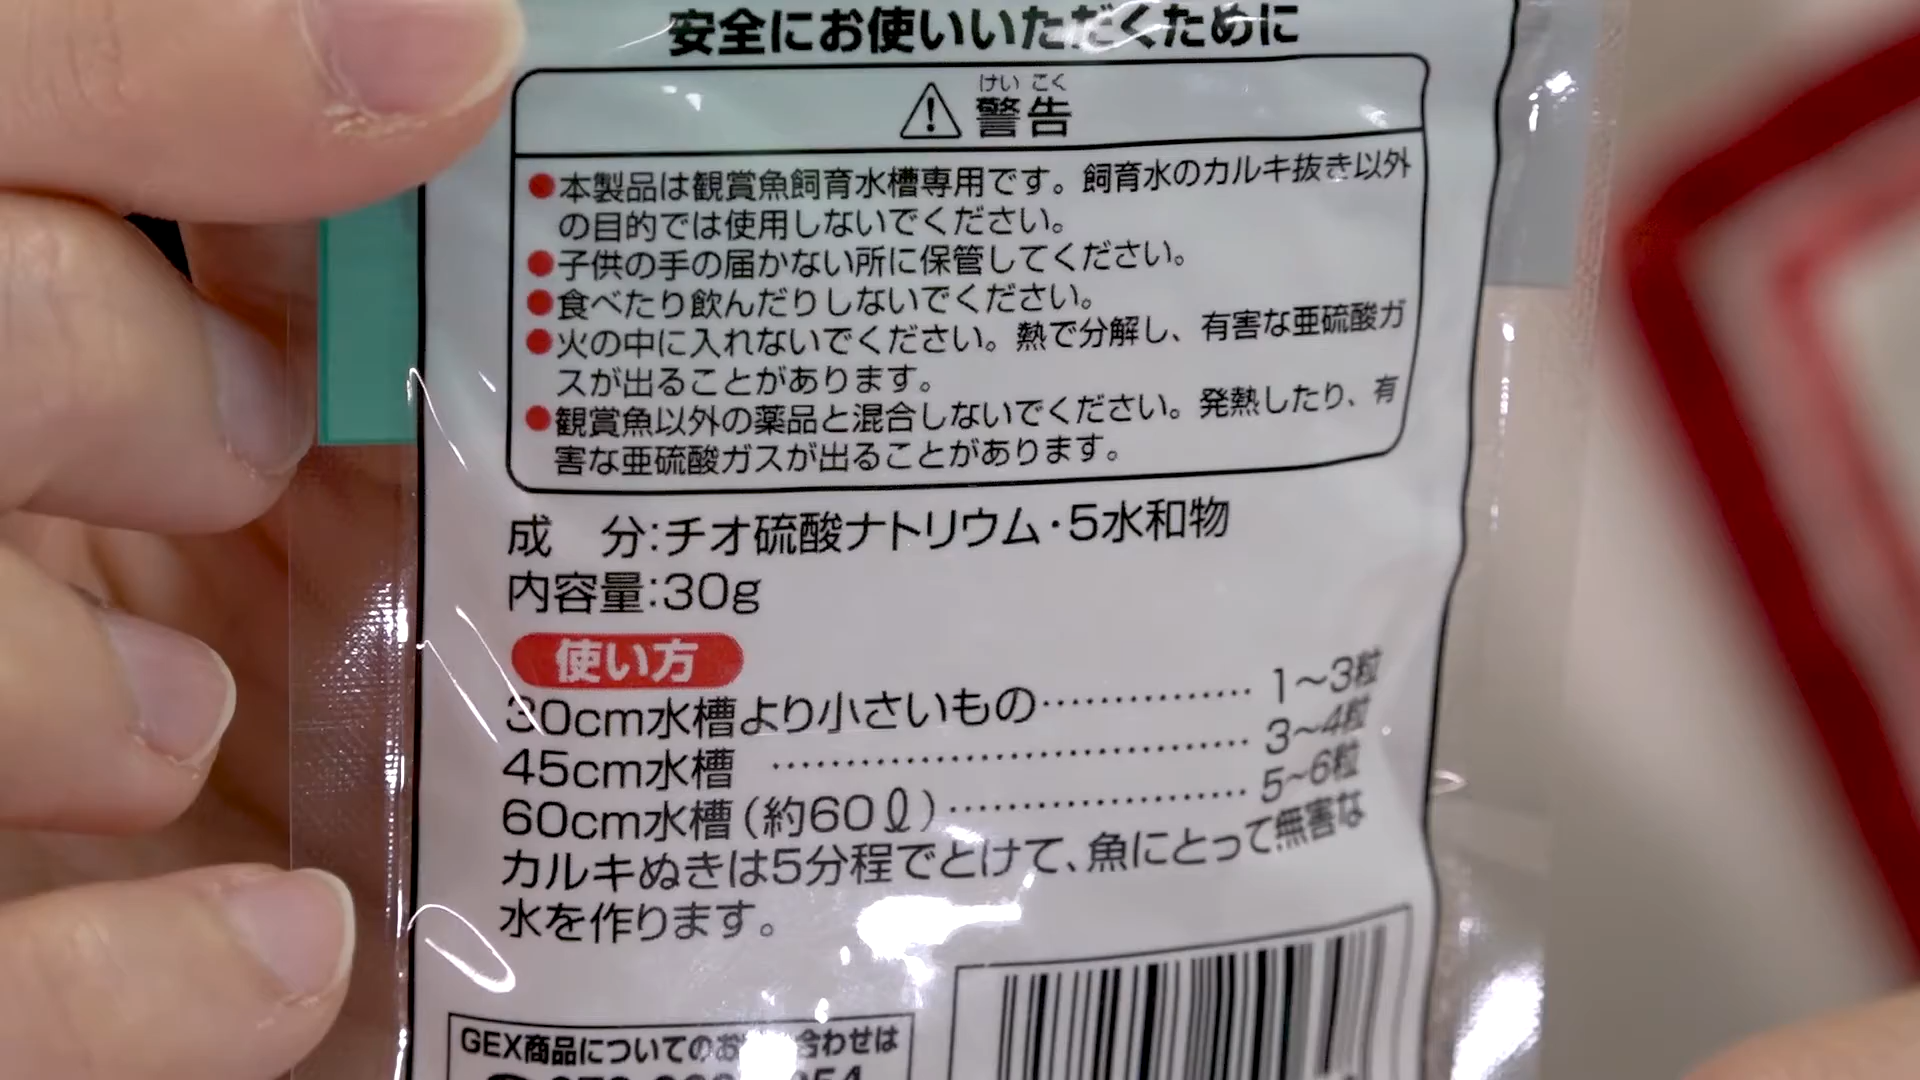 安全にお使いいただくために
けいこく
⚠警告
●本製品は観賞魚飼育水槽専用です。飼育水のカルキ抜き以外
の目的では使用しないでください。
●子供の手の届かない所に保管してください。
●食べたり飲んだりしないでください。
●火の中に入れないでください。熱で分解し、有害な亜硫酸ガ
スが出ることがあります。
●観賞魚以外の薬品と混合しないでください。発熱したり、有
害な亜硫酸ガスが出ることがあります。
成　分:チオ硫酸ナトリウム・5水和物
内容量:30g
使い方
30cm水槽より小さいもの…………… 1～3粒
45cm水槽 ……………………………… 3～4粒
60cm水槽(約60ℓ)…………………… 5～6粒
カルキぬきは5分程でとけて、魚にとって無害な
水を作ります。
GEX商品についてのお 合わせは